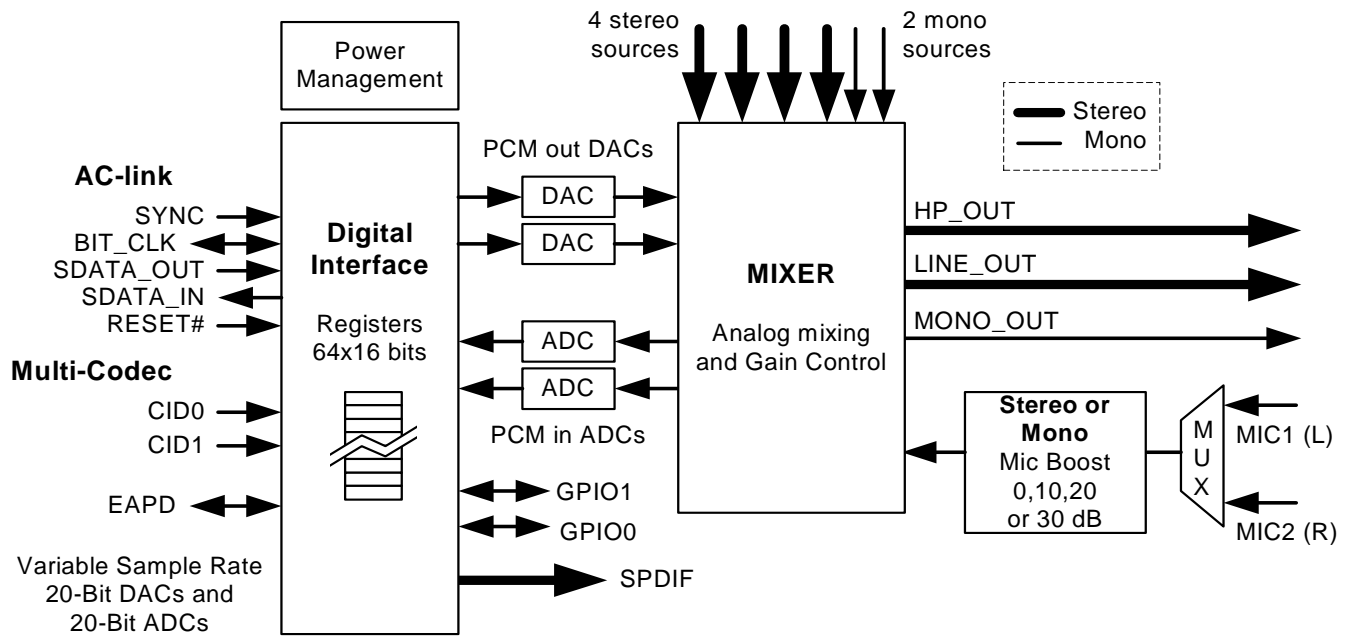 Power
Management
4 stereo
sources
2 mono
sources
Stereo
Mono
AC-link
SYNC
BIT_CLK
SDATA_OUT
SDATA_IN
RESET#
Multi-Codec
CID0
CID1
EAPD
Variable Sample Rate
20-Bit DACs and
20-Bit ADCs
Digital
Interface
Registers
64x16 bits
PCM out DACs
DAC
DAC
ADC
ADC
PCM in ADCs
GPIO1
GPIO0
SPDIF
MIXER
Analog mixing
and Gain Control
HP_OUT
LINE_OUT
MONO_OUT
Stereo or
Mono
Mic Boost
0,10,20
or 30 dB
M
U
X
MIC1 (L)
MIC2 (R)